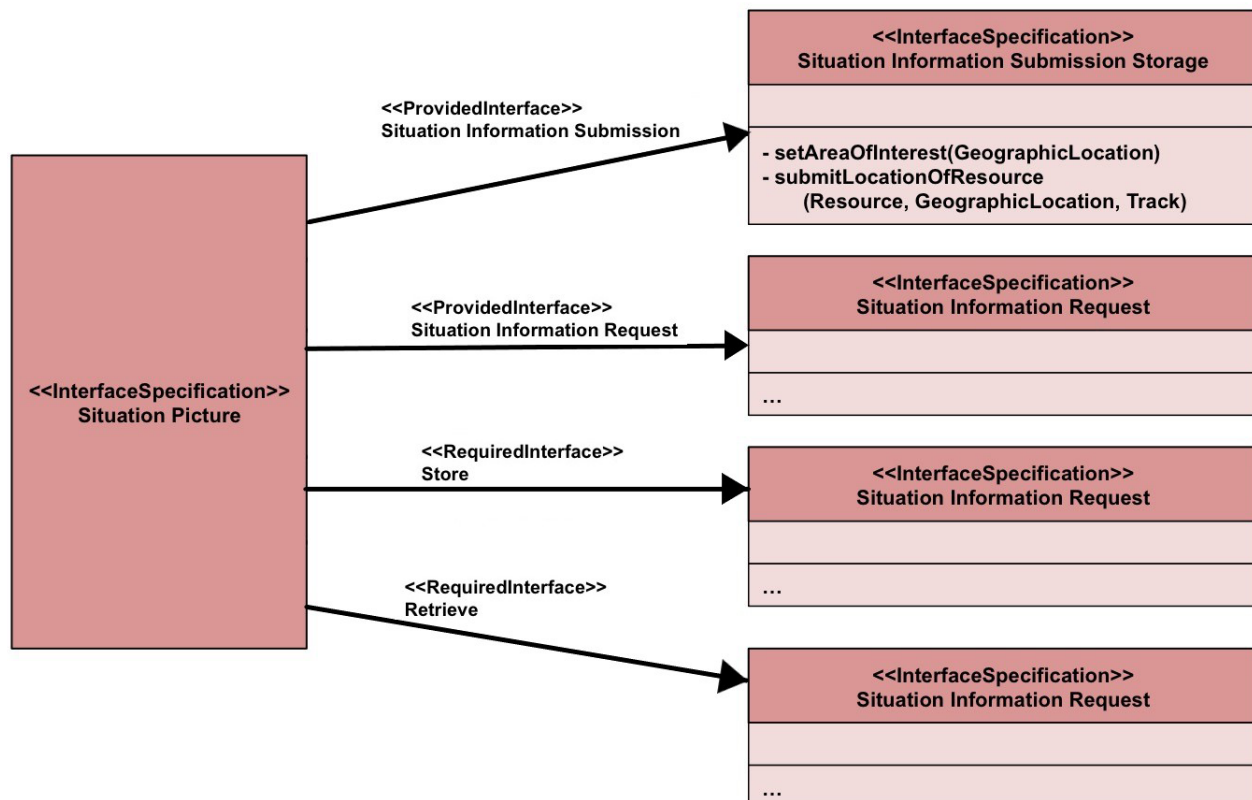 <<InterfaceSpecification>>
Situation Information Submission Storage
<<ProvidedInterface>>
Situation Information Submission
- setAreaOfInterest(GeographicLocation)
- submitLocationOfResource
(Resource, GeographicLocation, Track)
<<InterfaceSpecification>>
Situation Information Request
<<ProvidedInterface>>
Situation Information Request
...
<<InterfaceSpecification>>
Situation Picture
<<RequiredInterface>>
Store
<<InterfaceSpecification>>
Situation Information Request
...
<<RequiredInterface>>
Retrieve
<<InterfaceSpecification>>
Situation Information Request
...